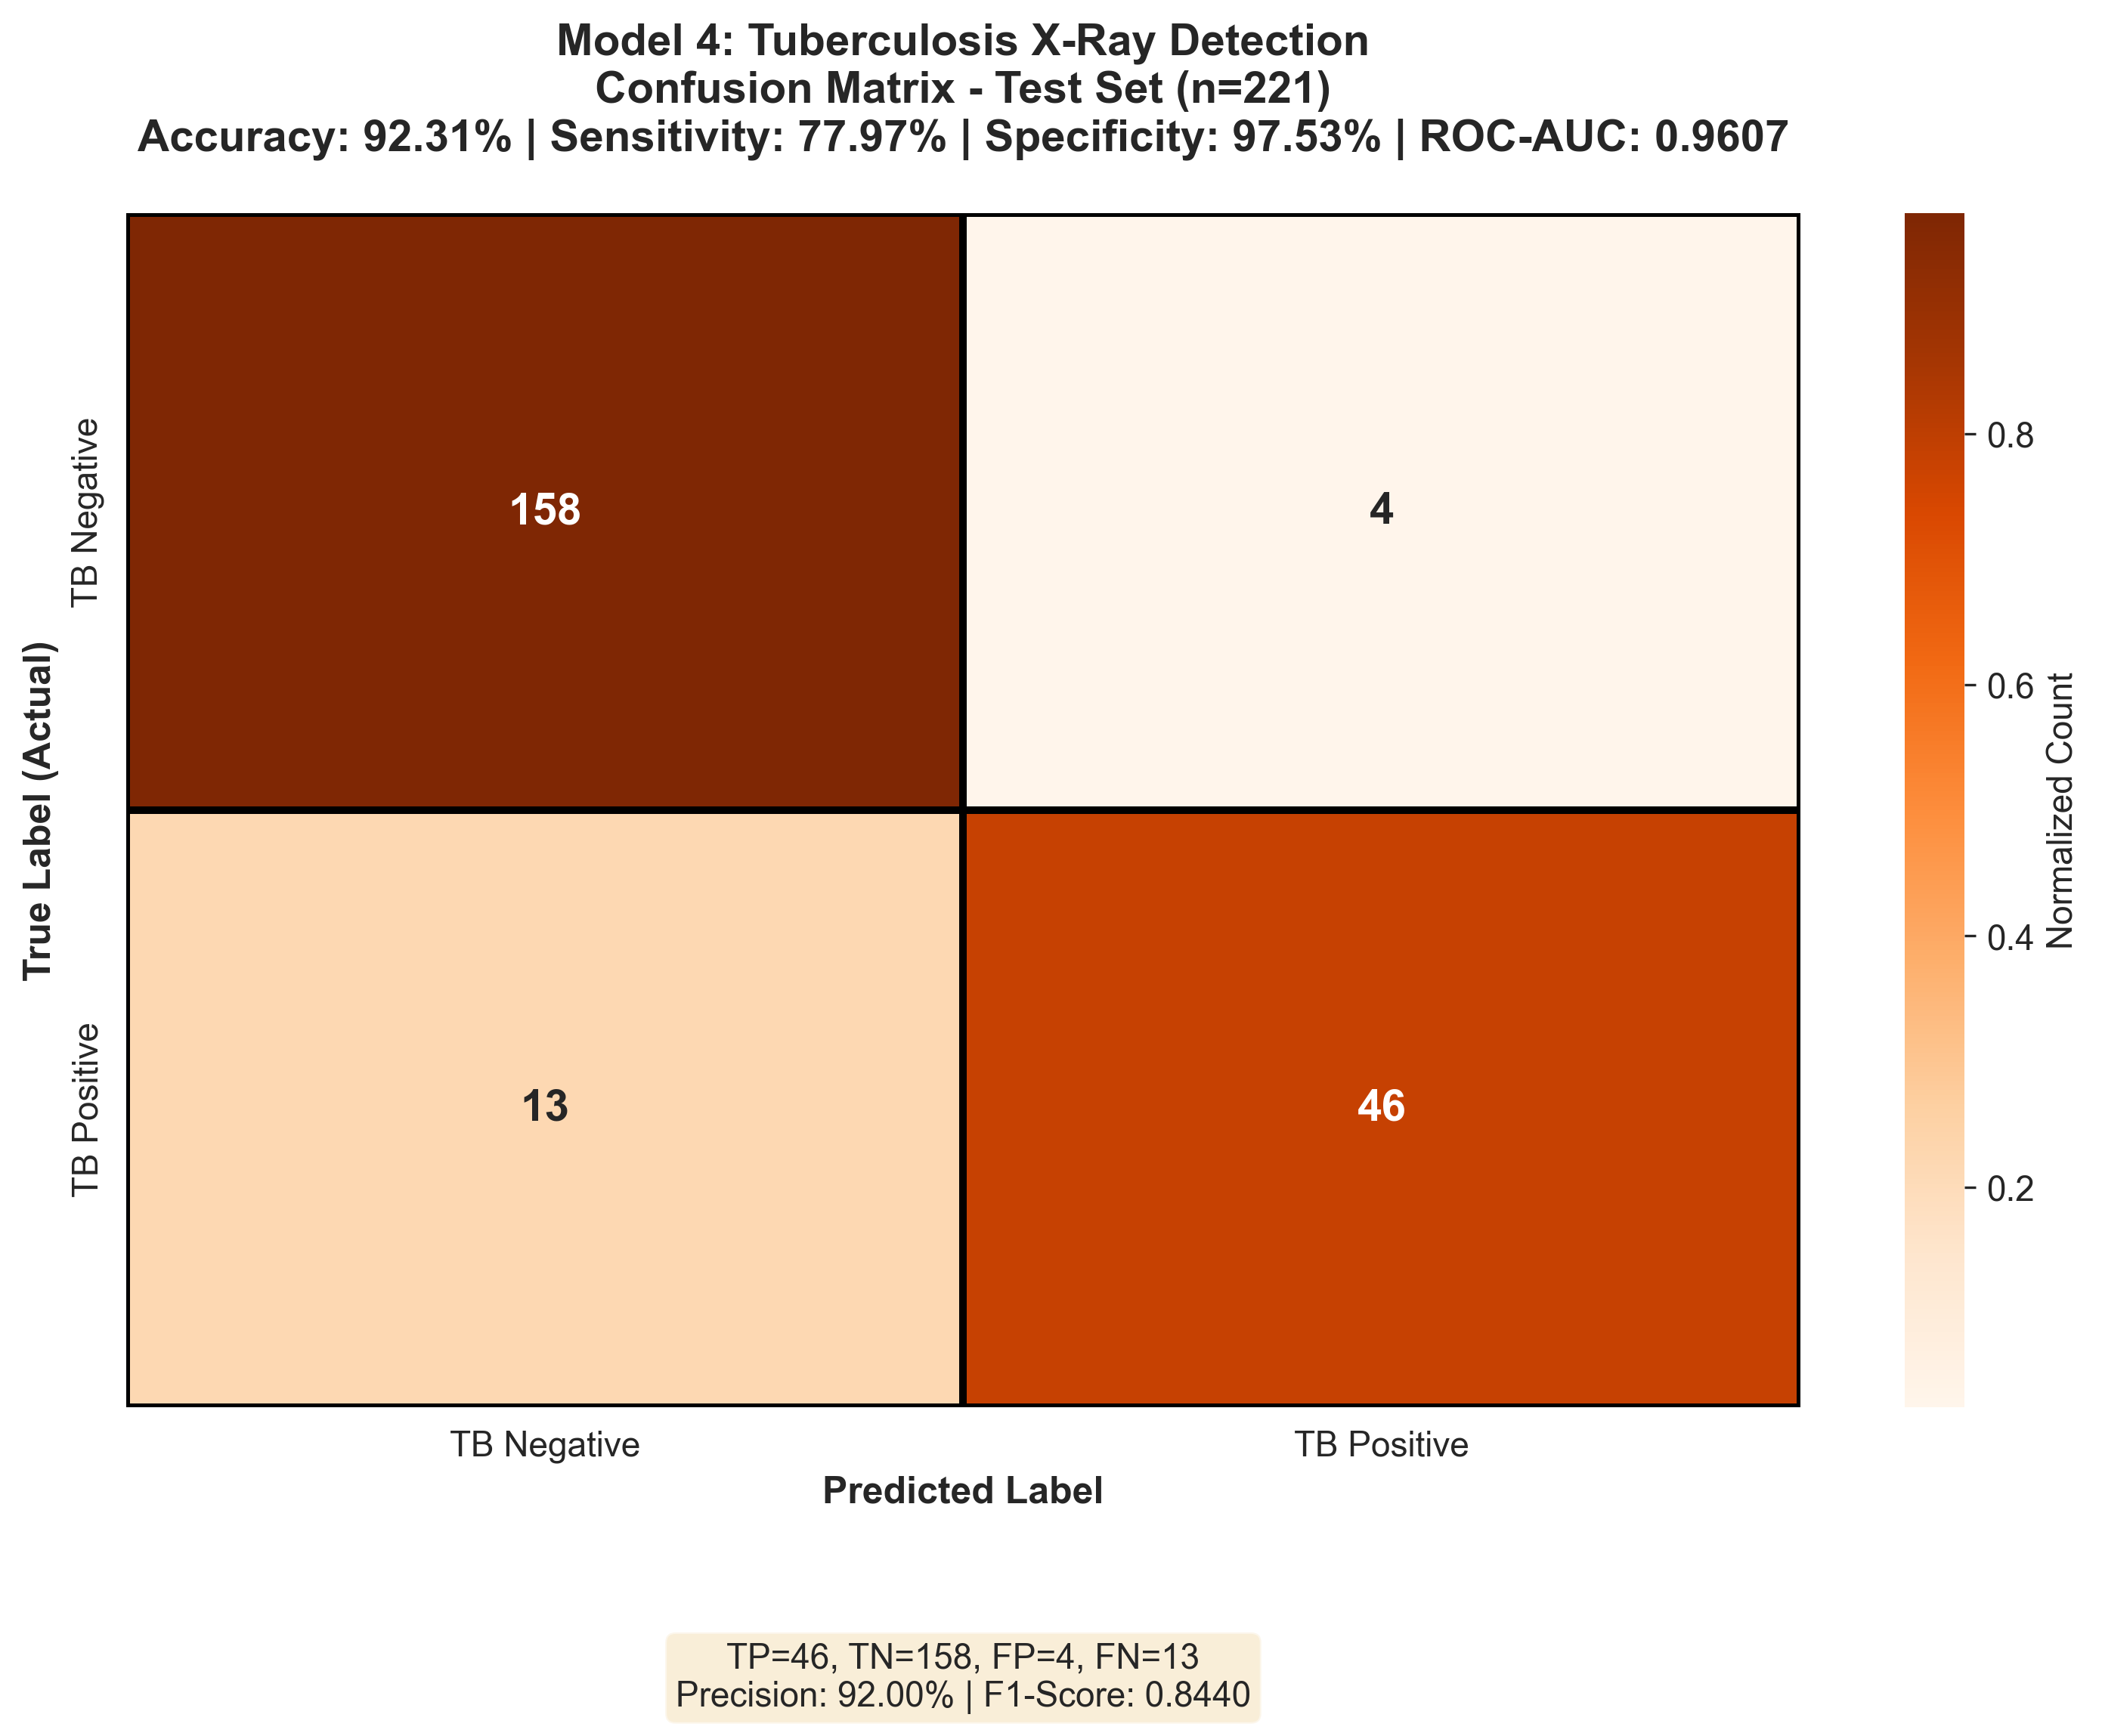 Model 4: Tuberculosis X-Ray Detection
Confusion Matrix - Test Set (n=221)
Accuracy: 92.31% | Sensitivity: 77.97% | Specificity: 97.53% | ROC-AUC: 0.9607
True Label (Actual)
TB Negative
158
4
TB Positive
13
46
TB Negative
TB Positive
Predicted Label
0.8
0.6
0.4
0.2
Normalized Count
TP=46, TN=158, FP=4, FN=13
Precision: 92.00% | F1-Score: 0.8440